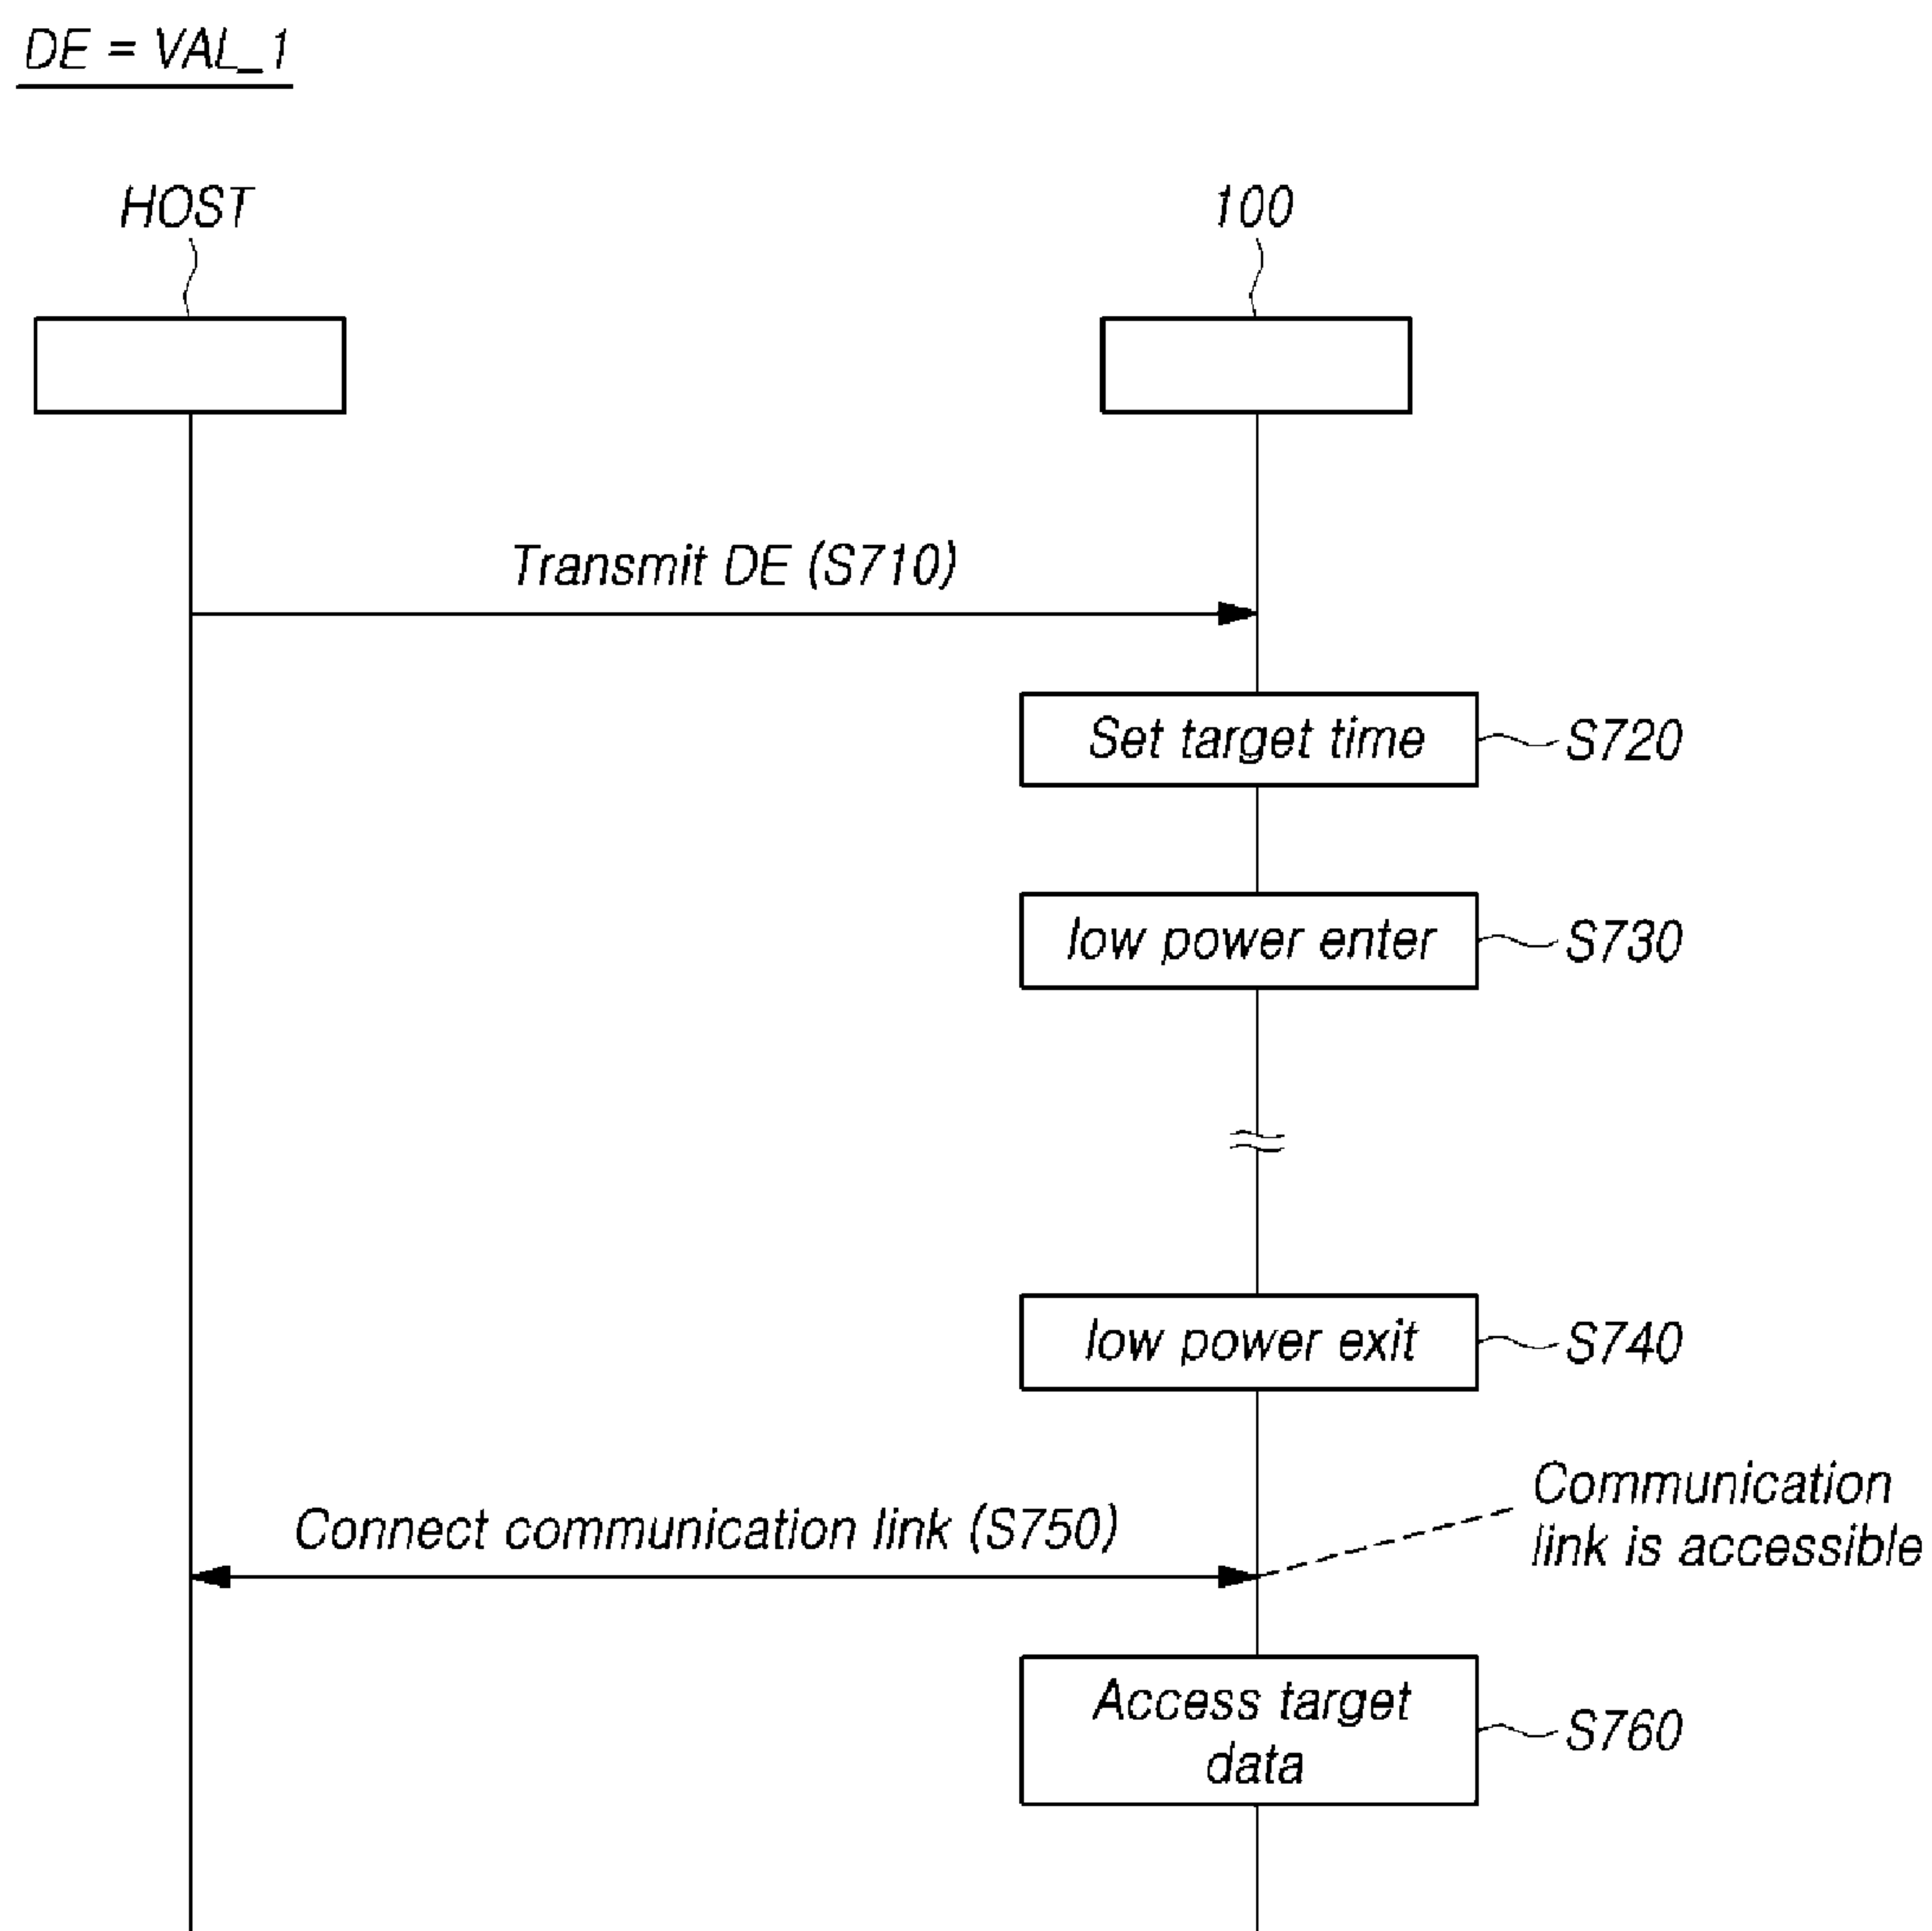 DE = VAL_1
HOST
100
Transmit DE (S710)
Set target time
S720
low power enter
S730
low power exit
S740
Connect communication link (S750)
Communication
link is accessible
Access target
data
S760